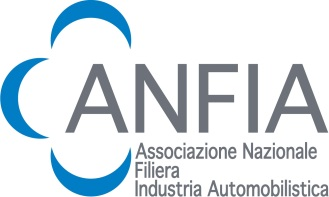 ANFIA
Associazione Nazionale
Filiera
Industria Automobilistica